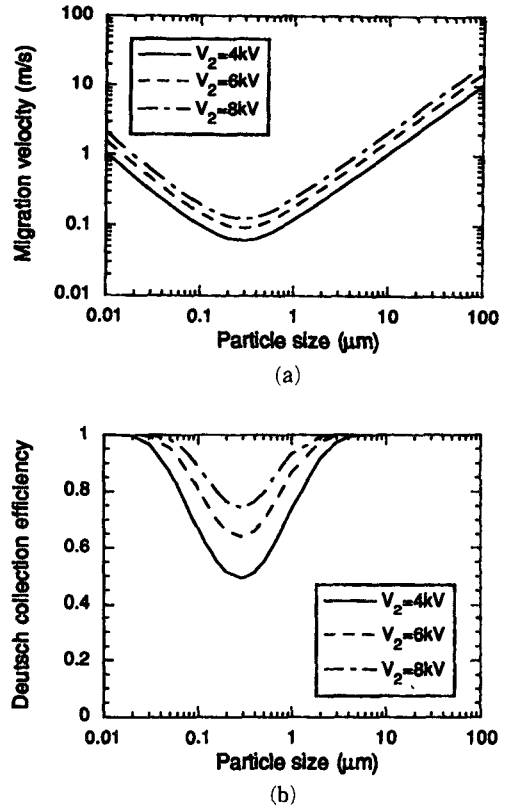 100
10
1
0.1
0.01
Migration velocity (m/s)
V2=4kV
V2=6kV
V2=8kV
0.01
0.1
1
10
100
Particle size (μm)
(a)
1
0.8
0.6
0.4
0.2
0
Deutsch collection efficiency
V2=4kV
V2=6kV
V2=8kV
0.01
0.1
1
10
100
Particle size (μm)
(b)